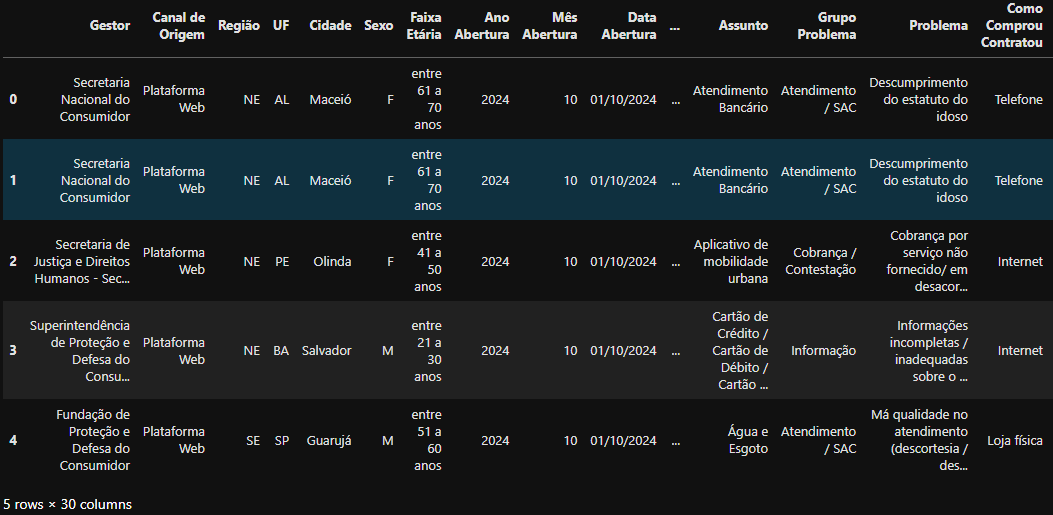 Gestor Canal de Origem Região UF Cidade Sexo Faixa Etária Ano Abertura Mês Abertura Data Abertura ... Assunto Grupo Problema Problema Como Comprou Contratou
0 Secretaria Nacional do Consumidor Plataforma Web NE AL Maceió F entre 61 a 70 anos 2024 10 01/10/2024 ... Atendimento Bancário Atendimento / SAC Descumprimento do estatuto do idoso Telefone
1 Secretaria Nacional do Consumidor Plataforma Web NE AL Maceió F entre 61 a 70 anos 2024 10 01/10/2024 ... Atendimento Bancário Atendimento / SAC Descumprimento do estatuto do idoso Telefone
2 Secretaria de Justiça e Direitos Humanos - Sec... Plataforma Web NE PE Olinda F entre 41 a 50 anos 2024 10 01/10/2024 ... Aplicativo de mobilidade urbana Cobrança / Contestação Cobrança por serviço não fornecido/ em desacor... Internet
3 Superintendência de Proteção e Defesa do Consu... Plataforma Web NE BA Salvador M entre 21 a 30 anos 2024 10 01/10/2024 ... Cartão de Crédito / Cartão de Débito / Cartão ... Informação Informações incompletas / inadequadas sobre o ... Internet
4 Fundação de Proteção e Defesa do Consumidor Plataforma Web SE SP Guarujá M entre 51 a 60 anos 2024 10 01/10/2024 ... Água e Esgoto Atendimento / SAC Má qualidade no atendimento (descortesia / des... Loja física
5 rows × 30 columns